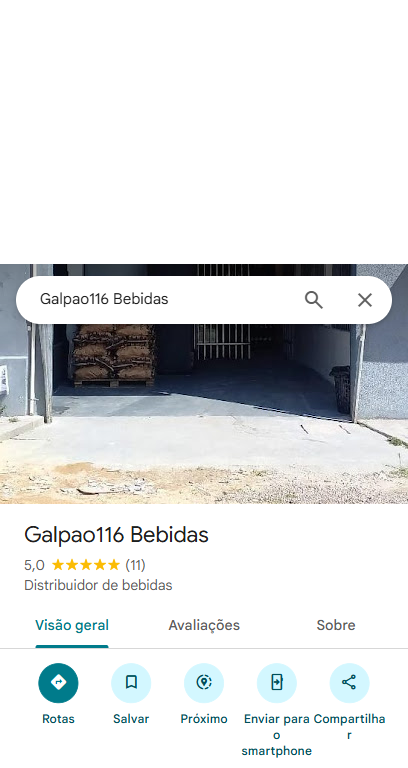 Galpao116 Bebidas
Galpao116 Bebidas
5,0 ★★★★★ (11)
Distribuidor de bebidas
Visão geral Avaliações Sobre
Rotas Salvar Próximo Enviar para o smartphone Compartilhar